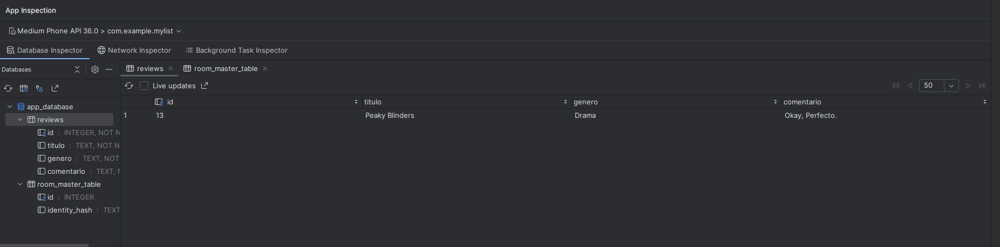 App Inspection
Medium Phone API 36.0 > com.example.mylist
Database Inspector Network Inspector Background Task Inspector
Databases
reviews room_master_table
Live updates 50
app_database
reviews
id : INTEGER, NOT N
titulo : TEXT, NOT N
genero : TEXT, NOT
comentario : TEXT, N
room_master_table
id : INTEGER
identity_hash : TEXT
id titulo genero comentario
1 13 Peaky Blinders Drama Okay, Perfecto.